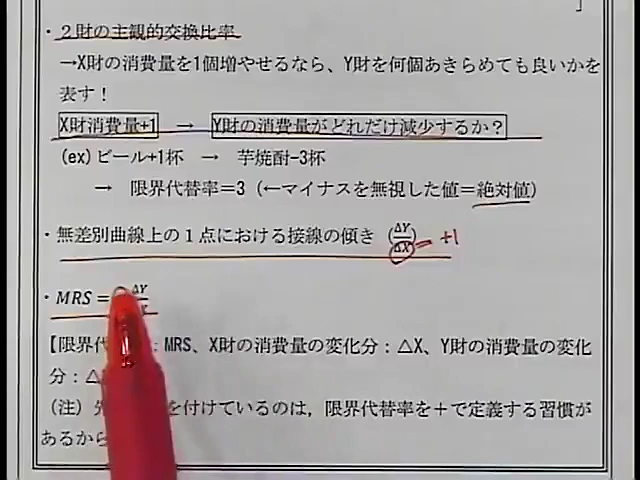 ・２財の主観的交換比率
→X財の消費量を1個増やせるなら、Y財を何個あきらめても良いかを
表す！
X財消費量+1 → Y財の消費量がどれだけ減少するか？
(ex)ビール+1杯 → 芋焼酎-3杯
→ 限界代替率＝3（←マイナスを無視した値＝絶対値）
・無差別曲線上の１点における接線の傾き (ΔY/ΔX) +1
・MRS＝ ΔY
【限界代 : MRS、X財の消費量の変化分：△X、Y財の消費量の変化
分：△
（注） を付けているのは，限界代替率を＋で定義する習慣が
あるから